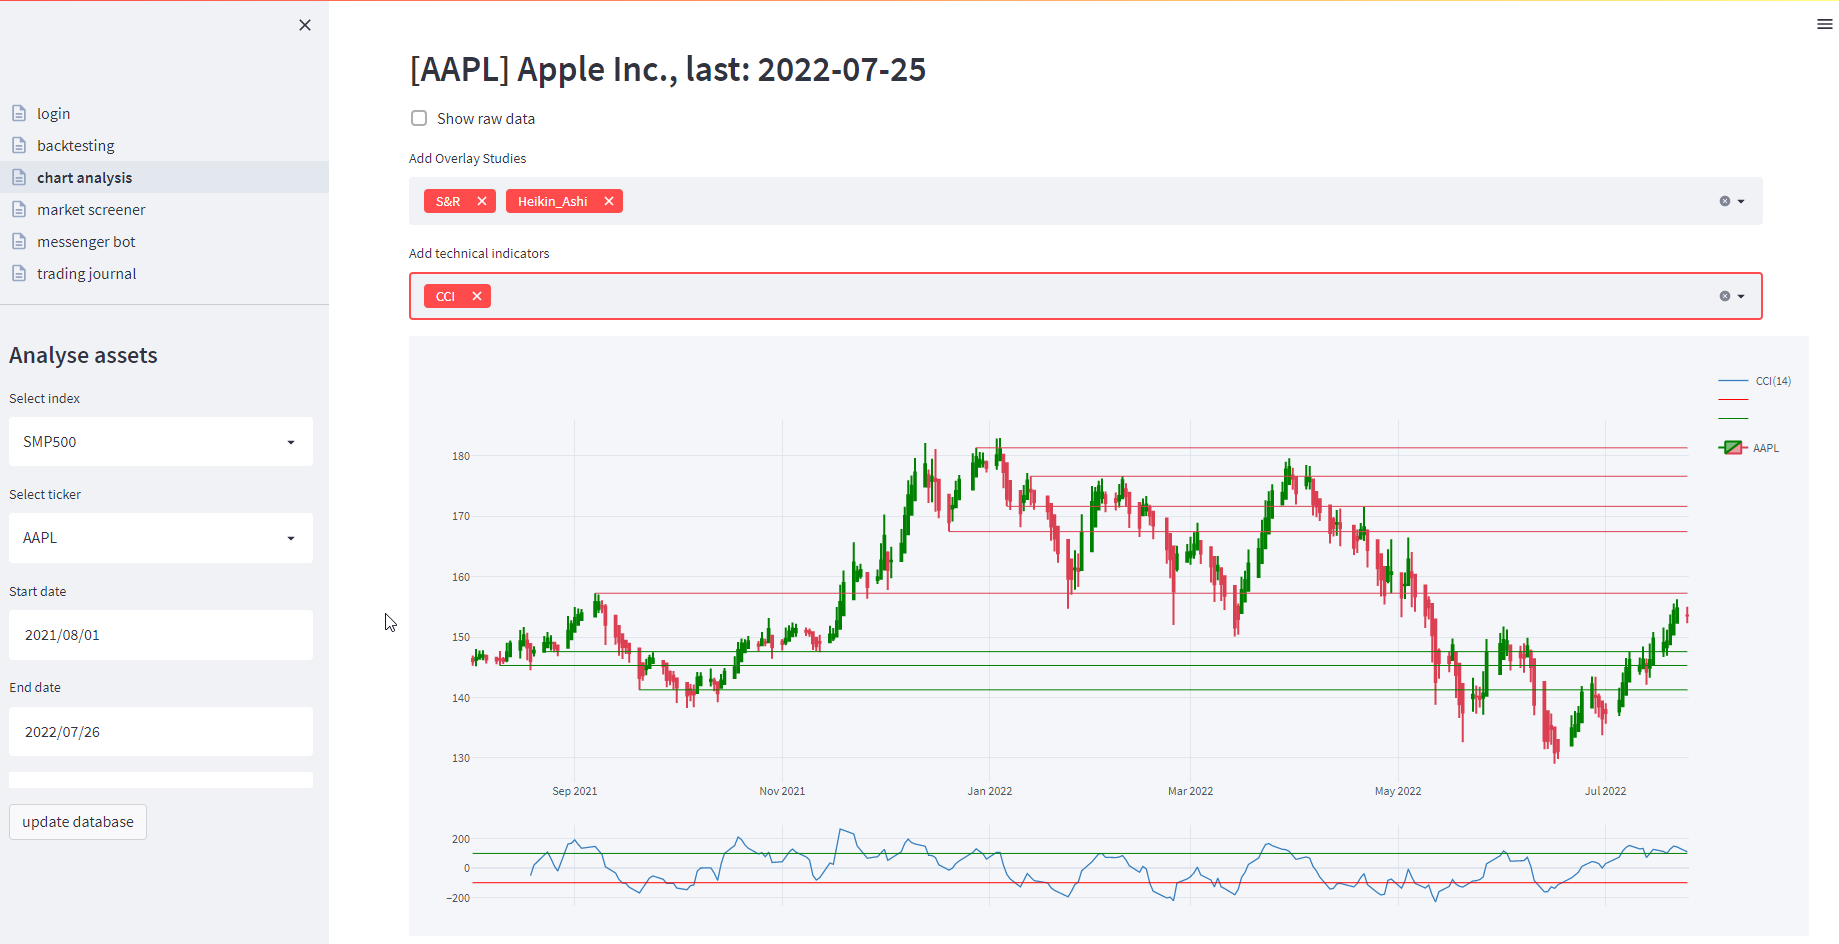 [AAPL] Apple Inc., last: 2022-07-25
Show raw data
Add Overlay Studies
S&R
Heikin_Ashi
Add technical indicators
CCI
login
backtesting
chart analysis
market screener
messenger bot
trading journal
Analyse assets
Select index
SMP500
Select ticker
AAPL
Start date
2021/08/01
End date
2022/07/26
update database
CCI(14)
AAPL
180
170
160
150
140
130
Sep 2021
Nov 2021
Jan 2022
Mar 2022
May 2022
Jul 2022
200
0
−200